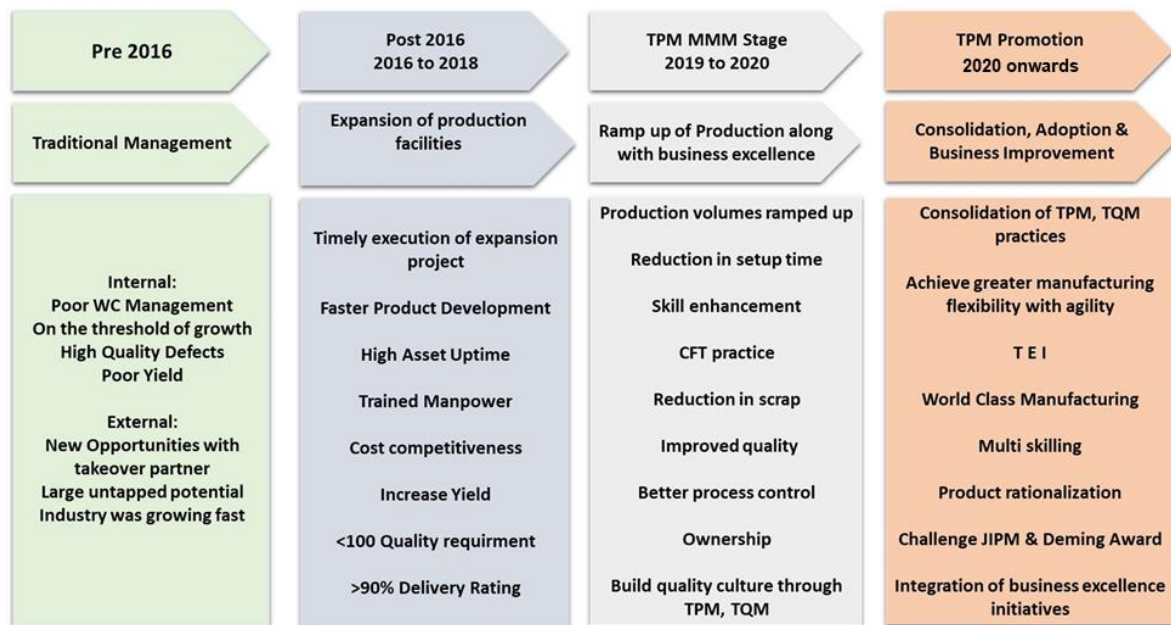 Pre 2016
Traditional Management
Internal:
Poor WC Management
On the threshold of growth
High Quality Defects
Poor Yield
External:
New Opportunities with
takeover partner
Large untapped potential
Industry was growing fast
Post 2016
2016 to 2018
Expansion of production
facilities
Timely execution of expansion
project
Faster Product Development
High Asset Uptime
Trained Manpower
Cost competitiveness
Increase Yield
<100 Quality requirment
>90% Delivery Rating
TPM MMM Stage
2019 to 2020
Ramp up of Production along
with business excellence
Production volumes ramped up
Reduction in setup time
Skill enhancement
CFT practice
Reduction in scrap
Improved quality
Better process control
Ownership
Build quality culture through
TPM, TQM
TPM Promotion
2020 onwards
Consolidation, Adoption &
Business Improvement
Consolidation of TPM, TQM
practices
Achieve greater manufacturing
flexibility with agility
T E I
World Class Manufacturing
Multi skilling
Product rationalization
Challenge JIPM & Deming Award
Integration of business excellence
initiatives